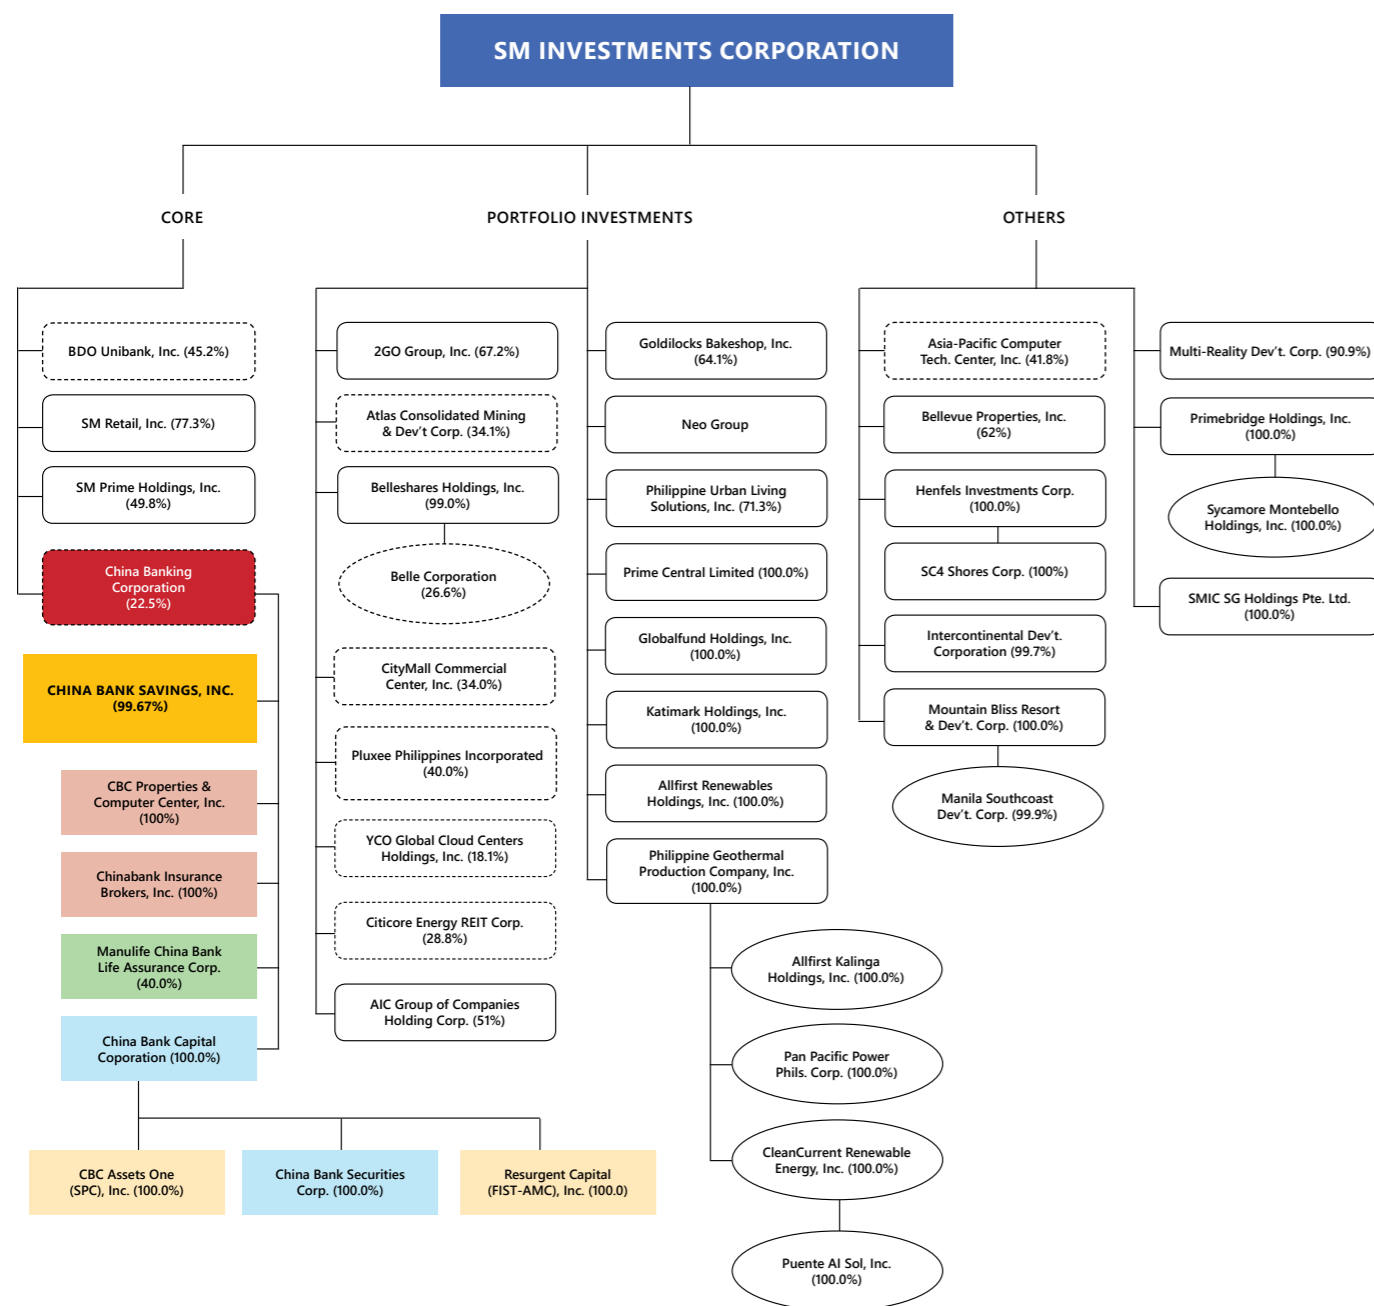 SM INVESTMENTS CORPORATION
CORE
PORTFOLIO INVESTMENTS
OTHERS
BDO Unibank, Inc. (45.2%)
SM Retail, Inc. (77.3%)
SM Prime Holdings, Inc.
(49.8%)
China Banking
Corporation
(22.5%)
CHINA BANK SAVINGS, INC.
(99.67%)
CBC Properties &
Computer Center, Inc.
(100%)
Chinabank Insurance
Brokers, Inc. (100%)
Manulife China Bank
Life Assurance Corp.
(40.0%)
China Bank Capital
Coporation (100.0%)
CBC Assets One
(SPC), Inc. (100.0%)
China Bank Securities
Corp. (100.0%)
Resurgent Capital
(FIST-AMC), Inc. (100.0)
2GO Group, Inc. (67.2%)
Atlas Consolidated Mining
& Dev't Corp. (34.1%)
Belleshares Holdings, Inc.
(99.0%)
Belle Corporation
(26.6%)
CityMall Commercial
Center, Inc. (34.0%)
Pluxee Philippines Incorporated
(40.0%)
YCO Global Cloud Centers
Holdings, Inc. (18.1%)
Citicore Energy REIT Corp.
(28.8%)
AIC Group of Companies
Holding Corp. (51%)
Goldilocks Bakeshop, Inc.
(64.1%)
Neo Group
Philippine Urban Living
Solutions, Inc. (71.3%)
Prime Central Limited (100.0%)
Globalfund Holdings, Inc.
(100.0%)
Katimark Holdings, Inc.
(100.0%)
Allfirst Renewables
Holdings, Inc. (100.0%)
Philippine Geothermal
Production Company, Inc.
(100.0%)
Allfirst Kalinga
Holdings, Inc. (100.0%)
Pan Pacific Power
Phils. Corp. (100.0%)
CleanCurrent Renewable
Energy, Inc. (100.0%)
Puente AI Sol, Inc.
(100.0%)
Asia-Pacific Computer
Tech. Center, Inc. (41.8%)
Bellevue Properties, Inc.
(62%)
Henfels Investments Corp.
(100.0%)
SC4 Shores Corp. (100%)
Intercontinental Dev't.
Corporation (99.7%)
Mountain Bliss Resort
& Dev't. Corp. (100.0%)
Manila Southcoast
Dev't. Corp. (99.9%)
Multi-Reality Dev't. Corp. (90.9%)
Primebridge Holdings, Inc.
(100.0%)
Sycamore Montebello
Holdings, Inc. (100.0%)
SMIC SG Holdings Pte. Ltd.
(100.0%)